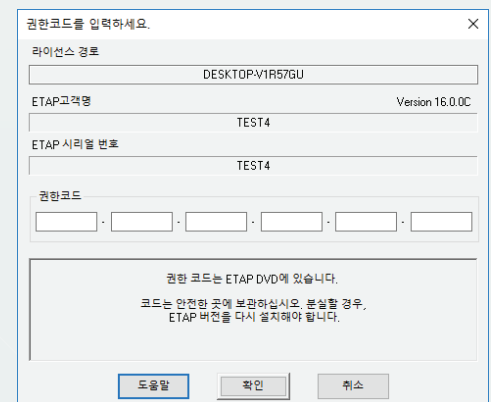 권한코드를 입력하세요.
라이선스 경로
DESKTOP-V1R57GU
ETAP고객명 Version 16.0.0C
TEST4
ETAP 시리얼 번호
TEST4
권한코드
- - - - -
권한 코드는 ETAP DVD에 있습니다.
코드는 안전한 곳에 보관하십시오. 분실할 경우,
ETAP 버전을 다시 설치해야 합니다.
도움말 확인 취소